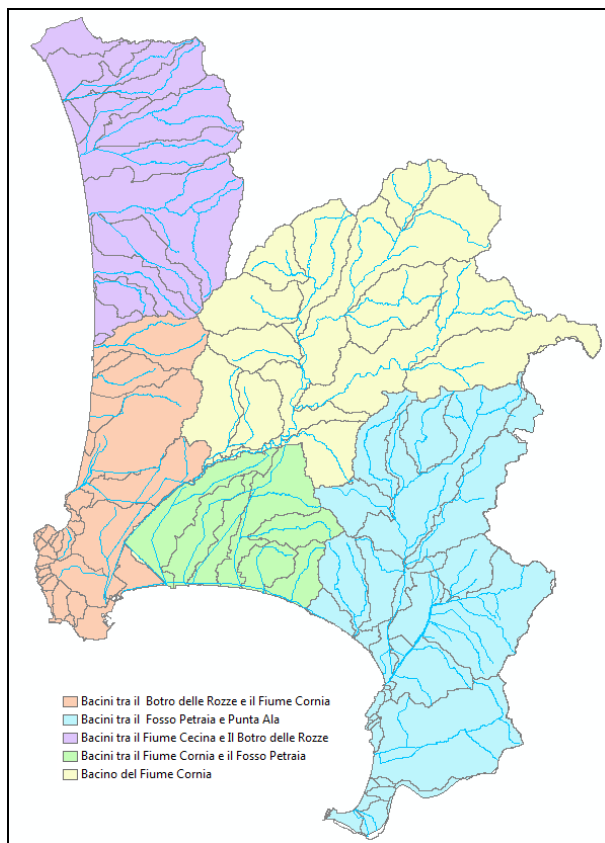 Bacini tra il  Botro delle Rozze e il Fiume Cornia
Bacini tra il  Fosso Petraia e Punta Ala
Bacini tra il Fiume Cecina e Il Botro delle Rozze
Bacini tra il Fiume Cornia e il Fosso Petraia
Bacino del Fiume Cornia